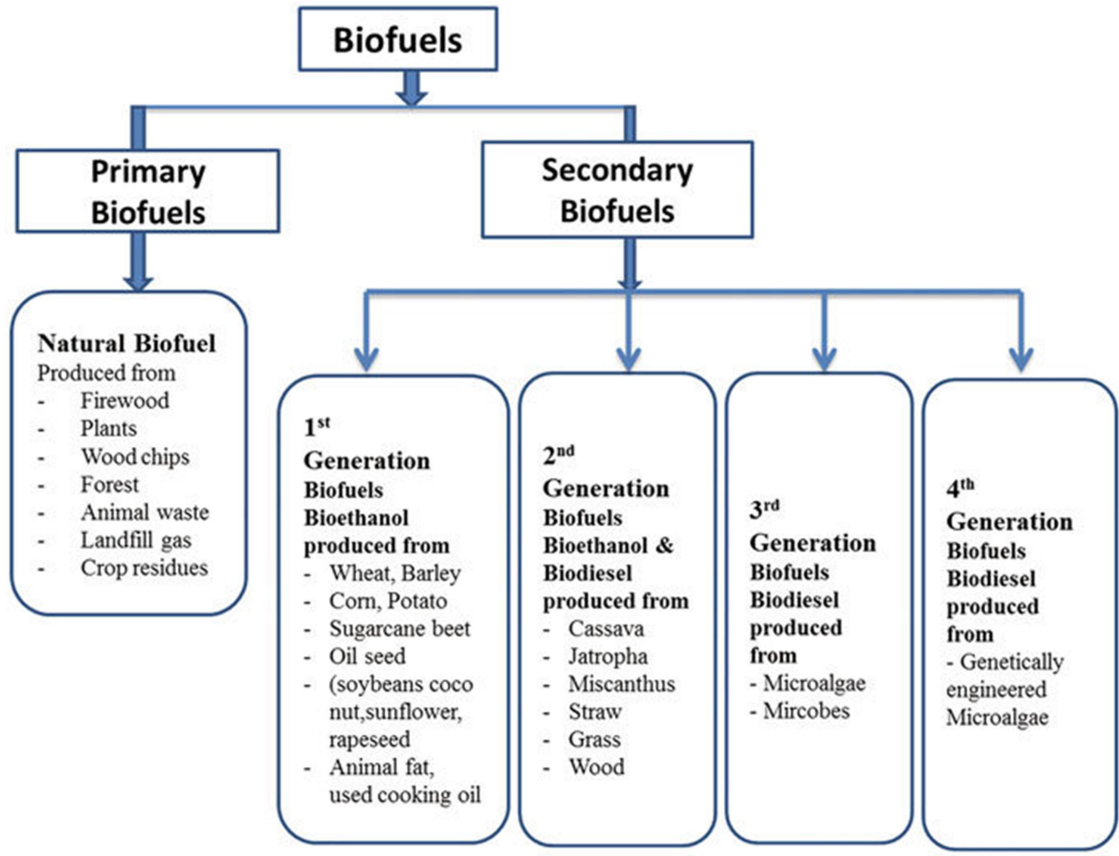 Biofuels
Primary
Biofuels
Secondary
Biofuels
Natural Biofuel
Produced from
- Firewood
- Plants
- Wood chips
- Forest
- Animal waste
- Landfill gas
- Crop residues
1st
Generation
Biofuels
Bioethanol
produced from
- Wheat, Barley
- Corn, Potato
- Sugarcane beet
- Oil seed
- (soybeans coco
nut,sunflower,
rapeseed
- Animal fat,
used cooking oil
2nd
Generation
Biofuels
Bioethanol &
Biodiesel
produced from
- Cassava
- Jatropha
- Miscanthus
- Straw
- Grass
- Wood
3rd
Generation
Biofuels
Biodiesel
produced
from
- Microalgae
- Mircobes
4th
Generation
Biofuels
Biodiesel
produced
from
- Genetically
engineered
Microalgae